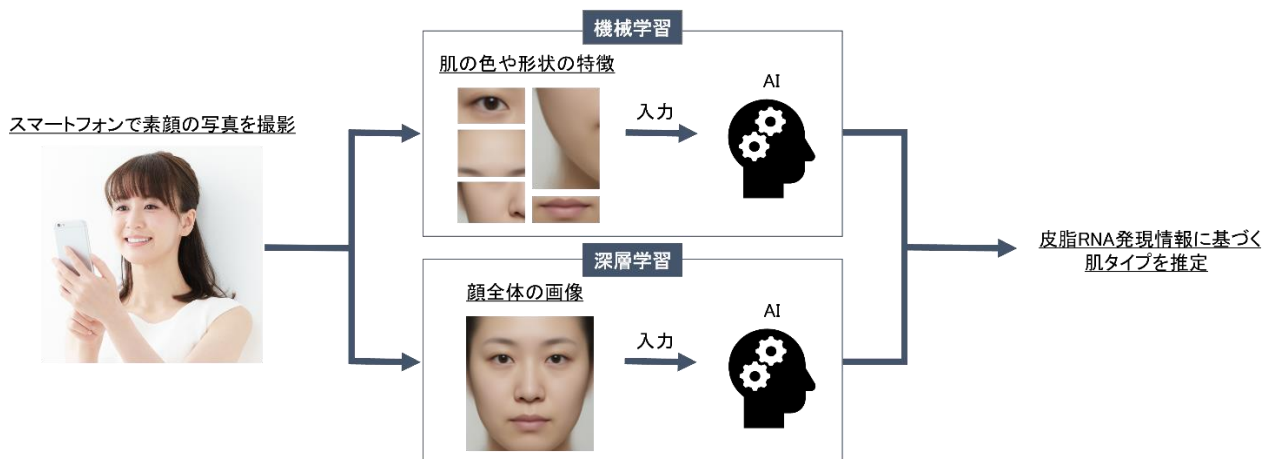 スマートフォンで素顔の写真を撮影
機械学習
肌の色や形状の特徴
入力
AI
深層学習
顔全体の画像
入力
AI
皮脂RNA発現情報に基づく
肌タイプを推定